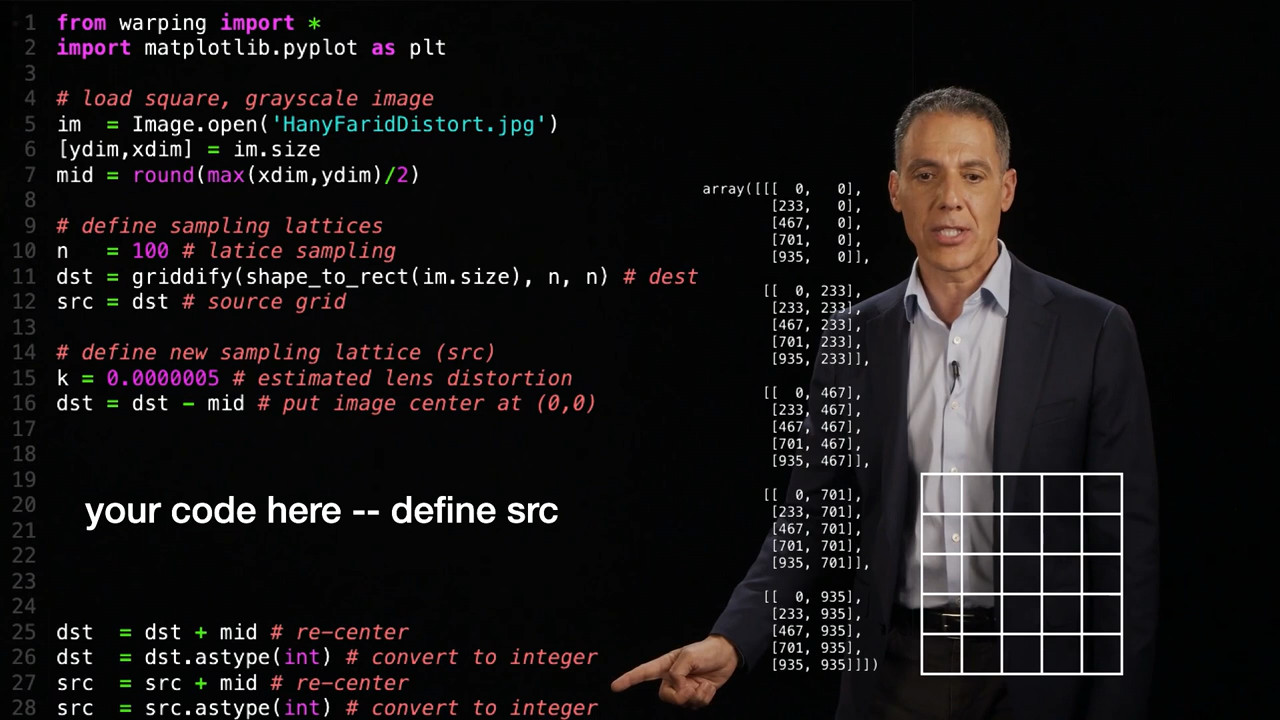 1 from warping import *
2 import matplotlib.pyplot as plt
3
4 # load square, grayscale image
5 im = Image.open('HanyFaridDistort.jpg')
6 [ydim,xdim] = im.size
7 mid = round(max(xdim,ydim)/2)
8
9 # define sampling lattices
10 n = 100 # latice sampling
11 dst = griddify(shape_to_rect(im.size), n, n) # dest
12 src = dst # source grid
13
14 # define new sampling lattice (src)
15 k = 0.0000005 # estimated lens distortion
16 dst = dst - mid # put image center at (0,0)
17
18
19
20
your code here -- define src
21
22
23
24
25 dst = dst + mid # re-center
26 dst = dst.astype(int) # convert to integer
27 src = src + mid # re-center
28 src = src.astype(int) # convert to integer
array([[[ 0, 0],
[233, 0],
[467, 0],
[701, 0],
[935, 0]],
[[ 0, 233],
[233, 233],
[467, 233],
[701, 233],
[935, 233]],
[[ 0, 467],
[233, 467],
[467, 467],
[701, 467],
[935, 467]],
[[ 0, 701],
[233, 701],
[467, 701],
[701, 701],
[935, 701]],
[[ 0, 935],
[233, 935],
[467, 935],
[701, 935],
[935, 935]]])